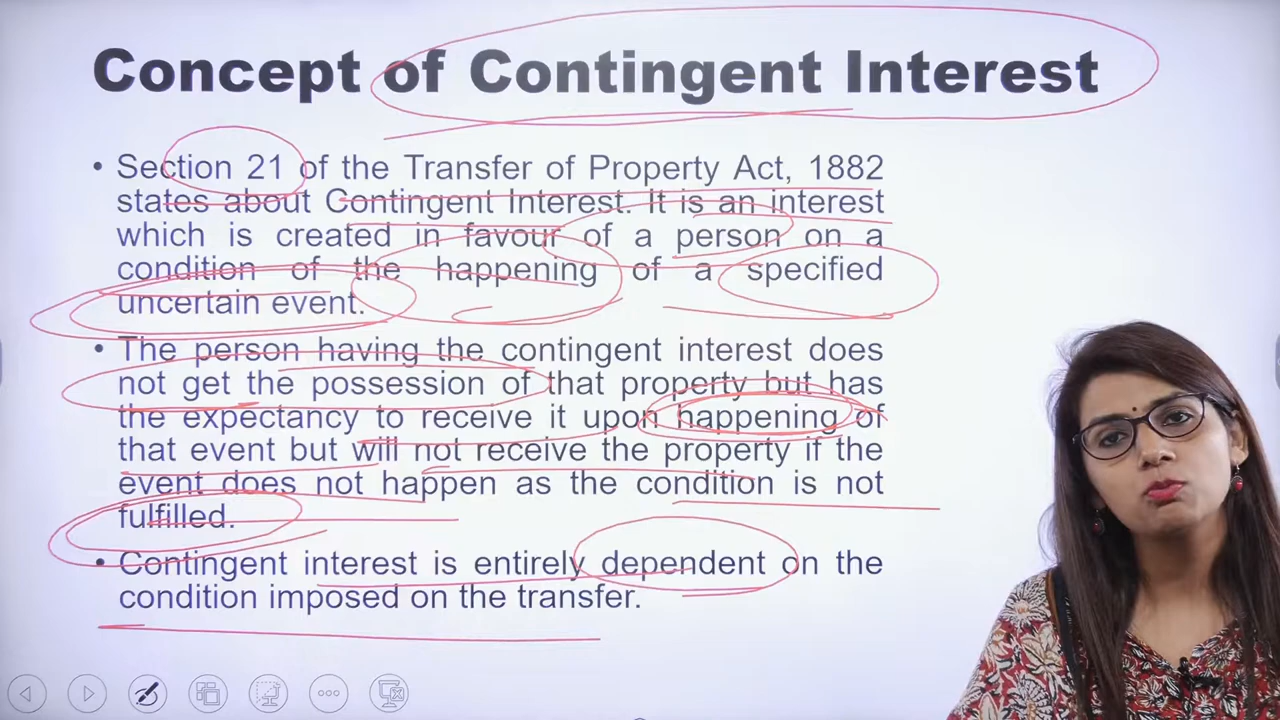 Concept of Contingent Interest
• Section 21 of the Transfer of Property Act, 1882
states about Contingent Interest. It is an interest
which is created in favour of a person on a
condition of the happening of a specified
uncertain event.
• The person having the contingent interest does
not get the possession of that property but has
the expectancy to receive it upon happening of
that event but will not receive the property if the
event does not happen as the condition is not
fulfilled.
• Contingent interest is entirely dependent on the
condition imposed on the transfer.